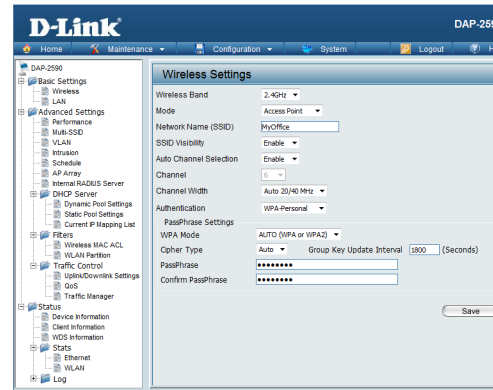 D-Link
DAP-259
Home Maintenance Configuration System Logout H
DAP-2590
Basic Settings
Wireless
LAN
Advanced Settings
Performance
Multi-SSID
VLAN
Intrusion
Schedule
AP Array
Internal RADIUS Server
DHCP Server
Dynamic Pool Settings
Static Pool Settings
Current IP Mapping List
Filters
Wireless MAC ACL
WLAN Partition
Traffic Control
Uplink/Downlink Settings
QoS
Traffic Manager
Status
Device Information
Client Information
WDS Information
Stats
Ethernet
WLAN
Log
Wireless Settings
Wireless Band 2.4GHz
Mode Access Point
Network Name (SSID) MyOffice
SSID Visibility Enable
Auto Channel Selection Enable
Channel 6
Channel Width Auto 20/40 MHz
Authentication WPA-Personal
PassPhrase Settings
WPA Mode AUTO (WPA or WPA2)
Cipher Type Auto Group Key Update Interval 1800 (Seconds)
PassPhrase ••••••••
Confirm PassPhrase ••••••••
Save